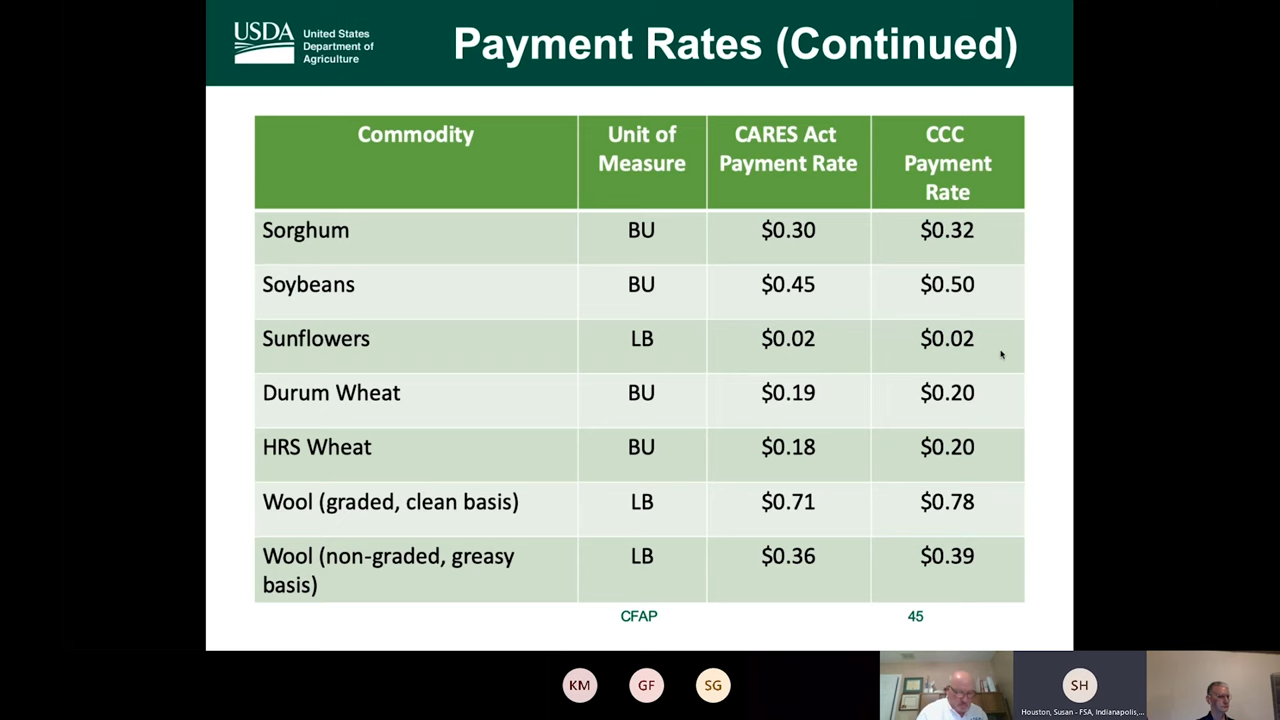 USDA
United States
Department of
Agriculture
Payment Rates (Continued)
Commodity
Unit of
Measure
CARES Act
Payment Rate
CCC
Payment
Rate
Sorghum BU $0.30 $0.32
Soybeans BU $0.45 $0.50
Sunflowers LB $0.02 $0.02
Durum Wheat BU $0.19 $0.20
HRS Wheat BU $0.18 $0.20
Wool (graded, clean basis) LB $0.71 $0.78
Wool (non-graded, greasy LB $0.36 $0.39
basis)
CFAP 45
KM GF SG SH
Houston, Susan - FSA, Indianapolis,...